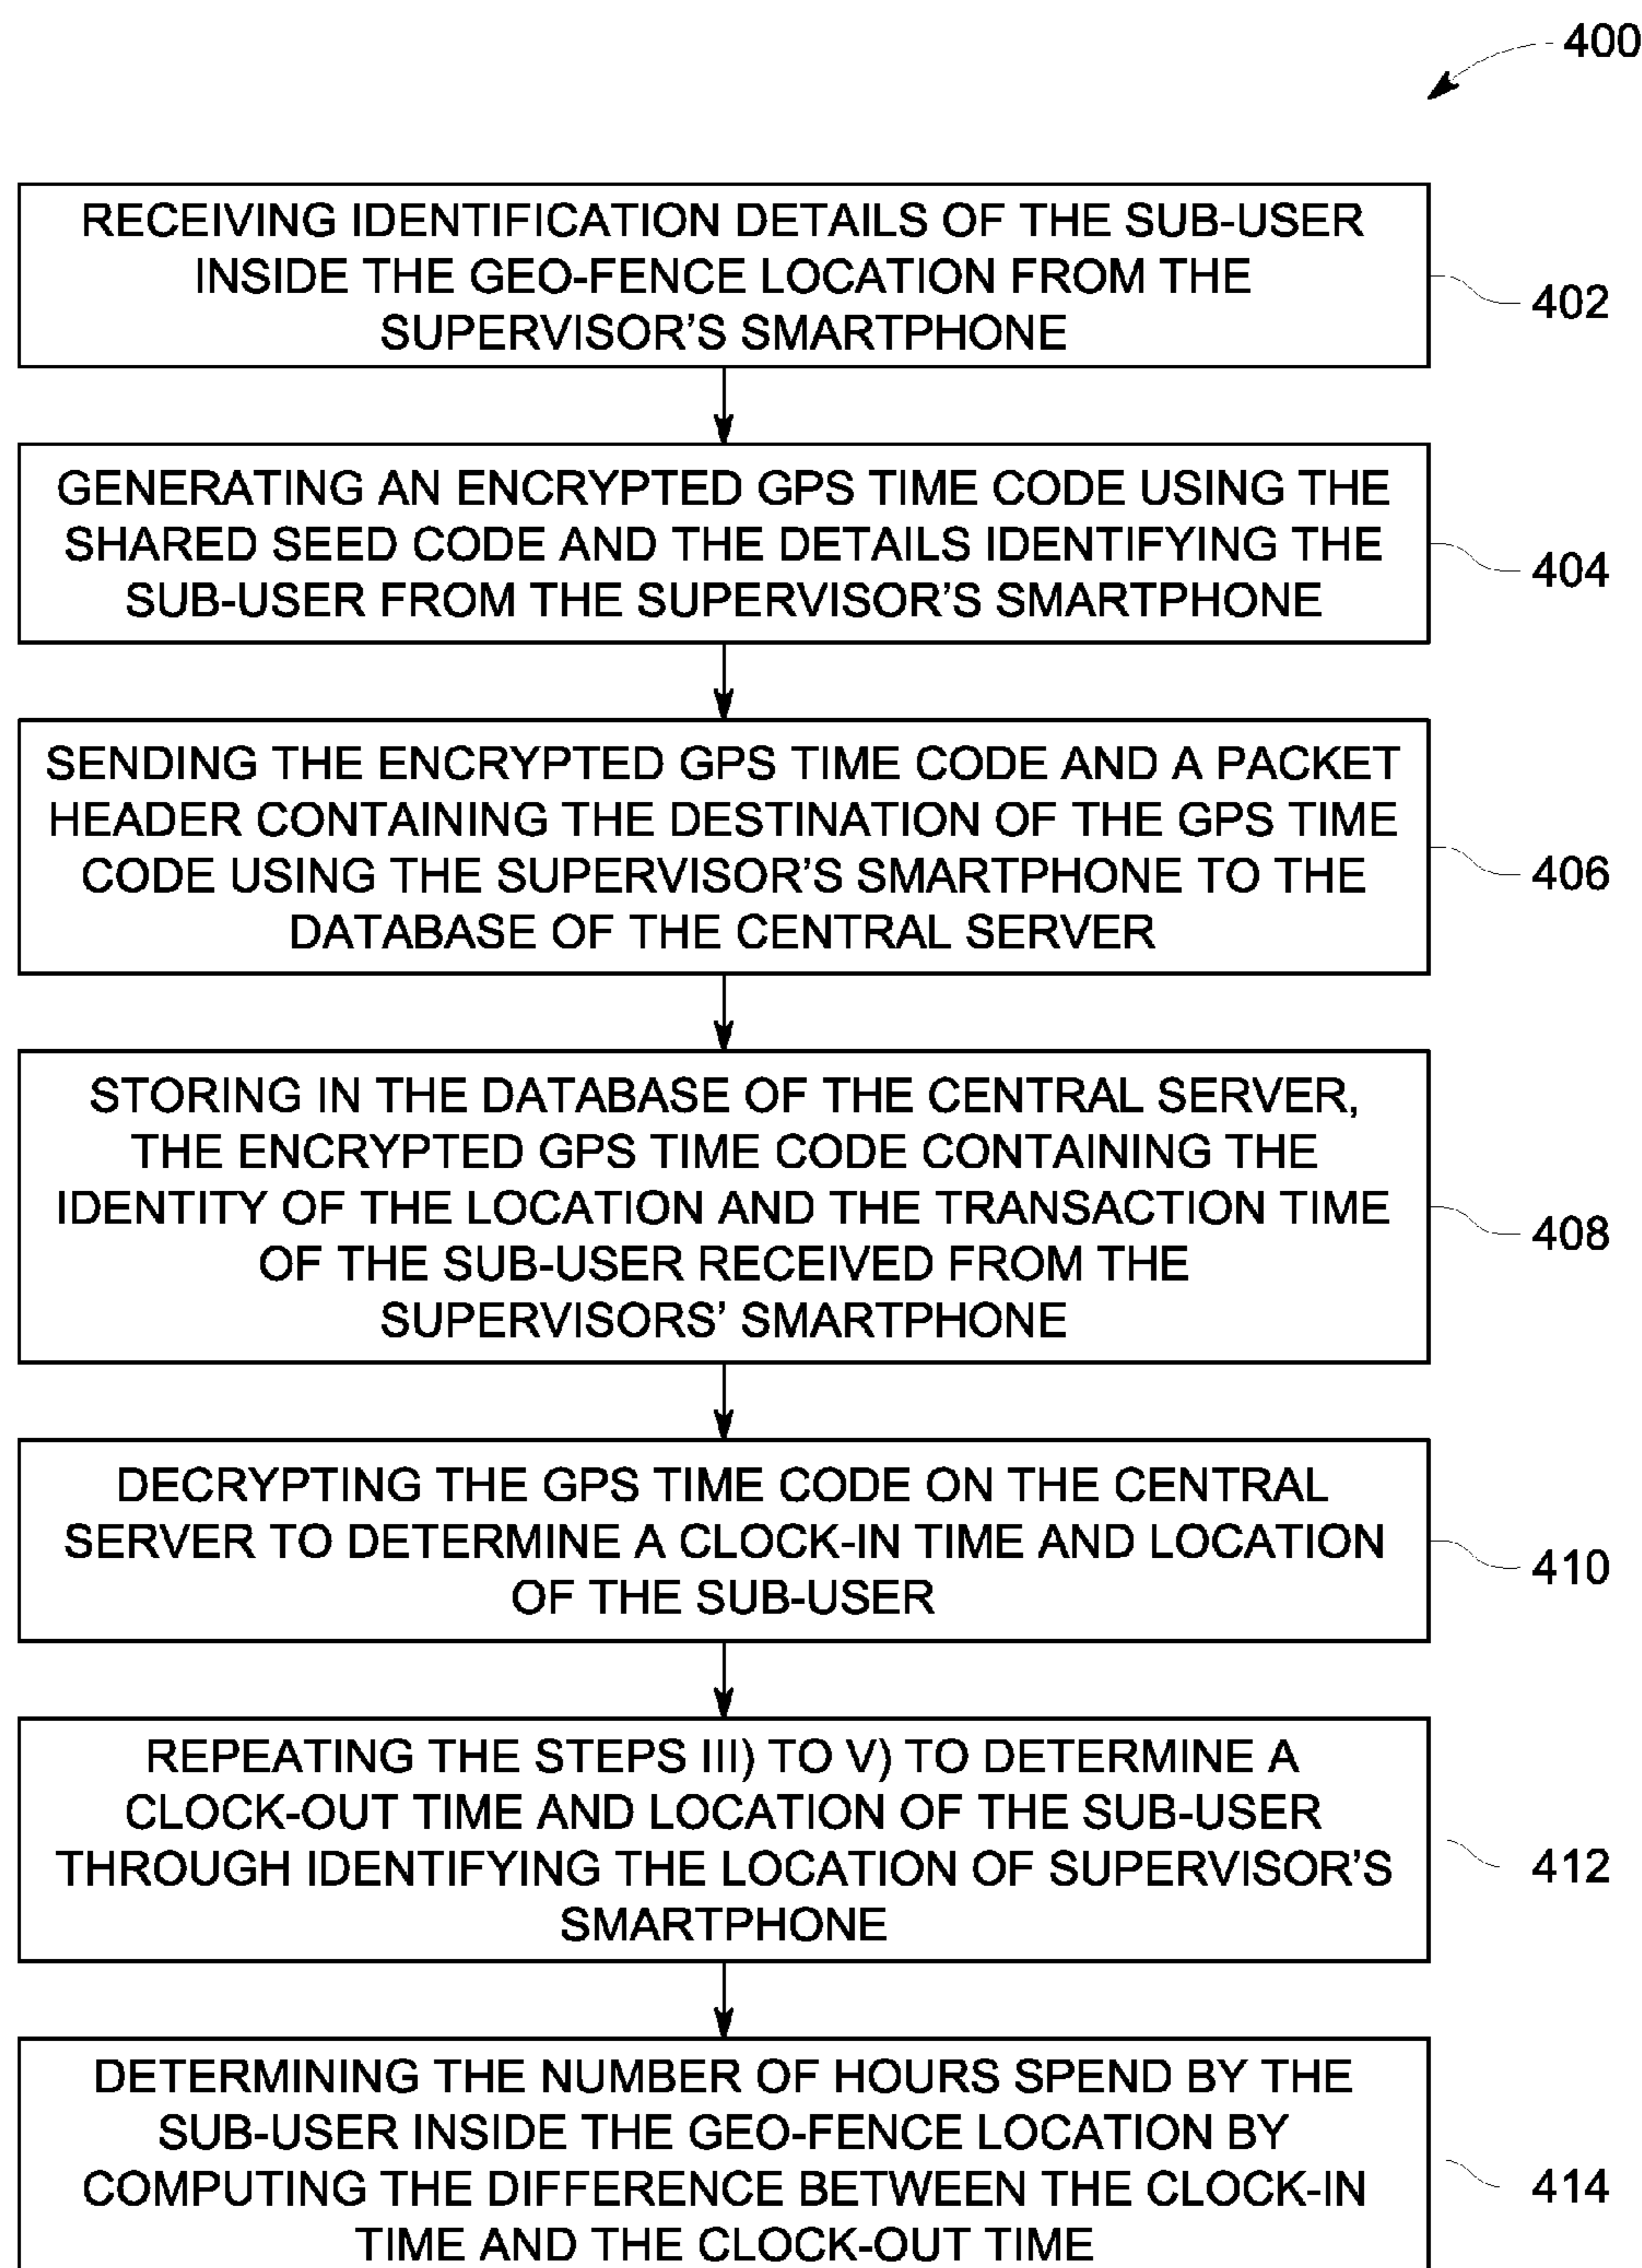 400
RECEIVING IDENTIFICATION DETAILS OF THE SUB-USER
INSIDE THE GEO-FENCE LOCATION FROM THE
SUPERVISOR'S SMARTPHONE
402
GENERATING AN ENCRYPTED GPS TIME CODE USING THE
SHARED SEED CODE AND THE DETAILS IDENTIFYING THE
SUB-USER FROM THE SUPERVISOR'S SMARTPHONE
404
SENDING THE ENCRYPTED GPS TIME CODE AND A PACKET
HEADER CONTAINING THE DESTINATION OF THE GPS TIME
CODE USING THE SUPERVISOR'S SMARTPHONE TO THE
DATABASE OF THE CENTRAL SERVER
406
STORING IN THE DATABASE OF THE CENTRAL SERVER,
THE ENCRYPTED GPS TIME CODE CONTAINING THE
IDENTITY OF THE LOCATION AND THE TRANSACTION TIME
OF THE SUB-USER RECEIVED FROM THE
SUPERVISORS' SMARTPHONE
408
DECRYPTING THE GPS TIME CODE ON THE CENTRAL
SERVER TO DETERMINE A CLOCK-IN TIME AND LOCATION
OF THE SUB-USER
410
REPEATING THE STEPS III) TO V) TO DETERMINE A
CLOCK-OUT TIME AND LOCATION OF THE SUB-USER
THROUGH IDENTIFYING THE LOCATION OF SUPERVISOR'S
SMARTPHONE
412
DETERMINING THE NUMBER OF HOURS SPEND BY THE
SUB-USER INSIDE THE GEO-FENCE LOCATION BY
COMPUTING THE DIFFERENCE BETWEEN THE CLOCK-IN
TIME AND THE CLOCK-OUT TIME
414